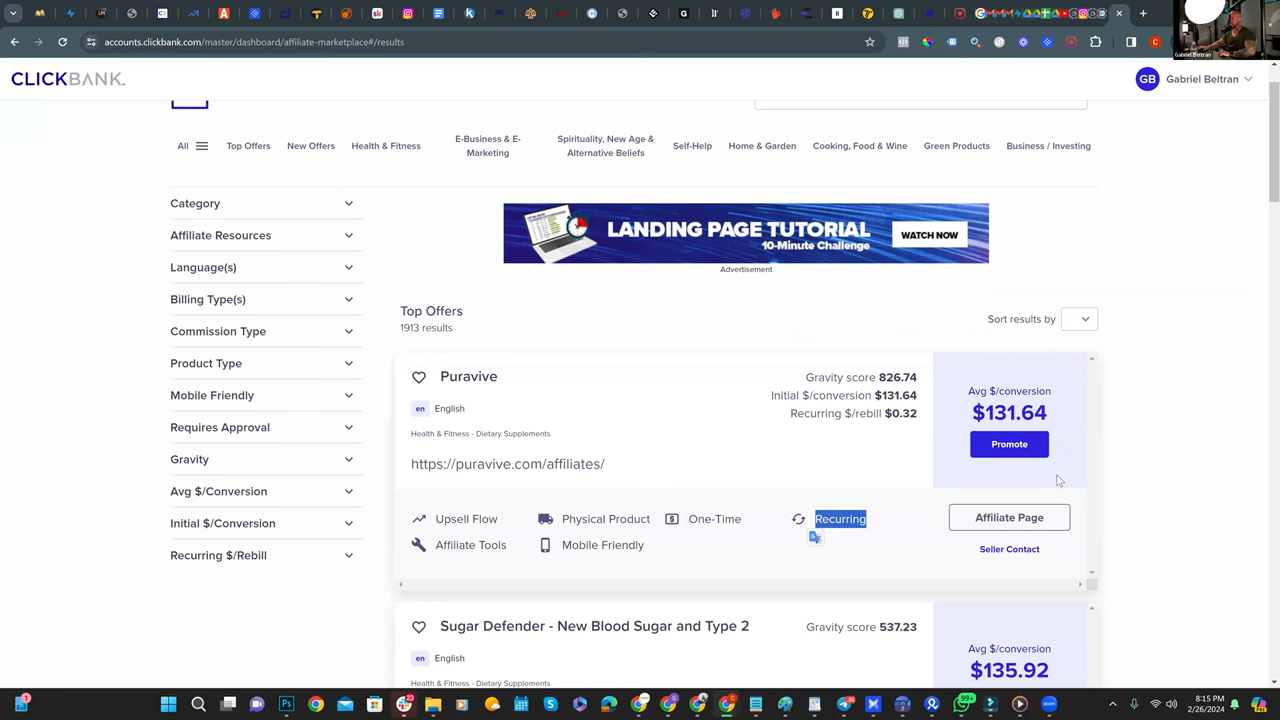 accounts.clickbank.com/master/dashboard/affiliate-marketplace#/results
Gabriel Beltran
CLICKBANK
GB
Gabriel Beltran
All
Top Offers
New Offers
Health & Fitness
E-Business & E-
Marketing
Spirituality, New Age &
Alternative Beliefs
Self-Help
Home & Garden
Cooking, Food & Wine
Green Products
Business / Investing
Category
Affiliate Resources
Language(s)
Billing Type(s)
Commission Type
Product Type
Mobile Friendly
Requires Approval
Gravity
Avg $/Conversion
Initial $/Conversion
Recurring $/Rebill
LANDING PAGE TUTORIAL
10-Minute Challenge
WATCH NOW
Advertisement
Top Offers
1913 results
Sort results by
Puravive
en English
Health & Fitness - Dietary Supplements
https://puravive.com/affiliates/
Gravity score 826.74
Initial $/conversion $131.64
Recurring $/rebill $0.32
Avg $/conversion
$131.64
Promote
Upsell Flow
Physical Product
One-Time
Recurring
Affiliate Tools
Mobile Friendly
Affiliate Page
Seller Contact
Sugar Defender - New Blood Sugar and Type 2
en English
Health & Fitness - Dietary Supplements
Gravity score 537.23
Avg $/conversion
$135.92
8:15 PM
2/26/2024